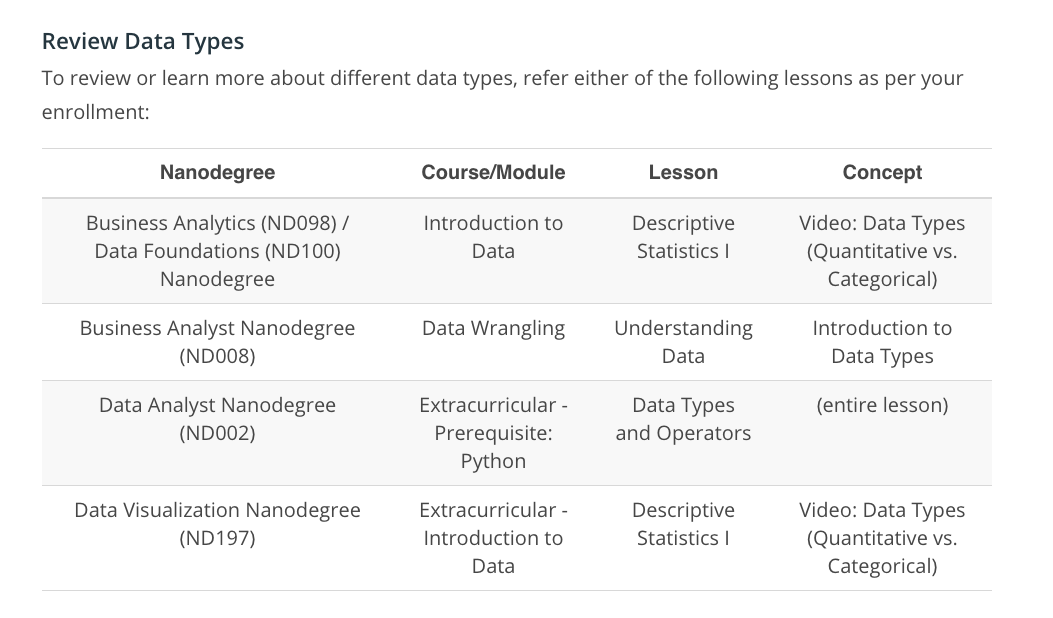 Review Data Types
To review or learn more about different data types, refer either of the following lessons as per your
enrollment:
Nanodegree Course/Module Lesson Concept
Business Analytics (ND098) / Introduction to Descriptive Video: Data Types
Data Foundations (ND100) Data Statistics I (Quantitative vs.
Nanodegree Categorical)
Business Analyst Nanodegree Data Wrangling Understanding Introduction to
(ND008) Data Data Types
Data Analyst Nanodegree Extracurricular - Data Types (entire lesson)
(ND002) Prerequisite: and Operators
Python
Data Visualization Nanodegree Extracurricular - Descriptive Video: Data Types
(ND197) Introduction to Statistics I (Quantitative vs.
Data Categorical)